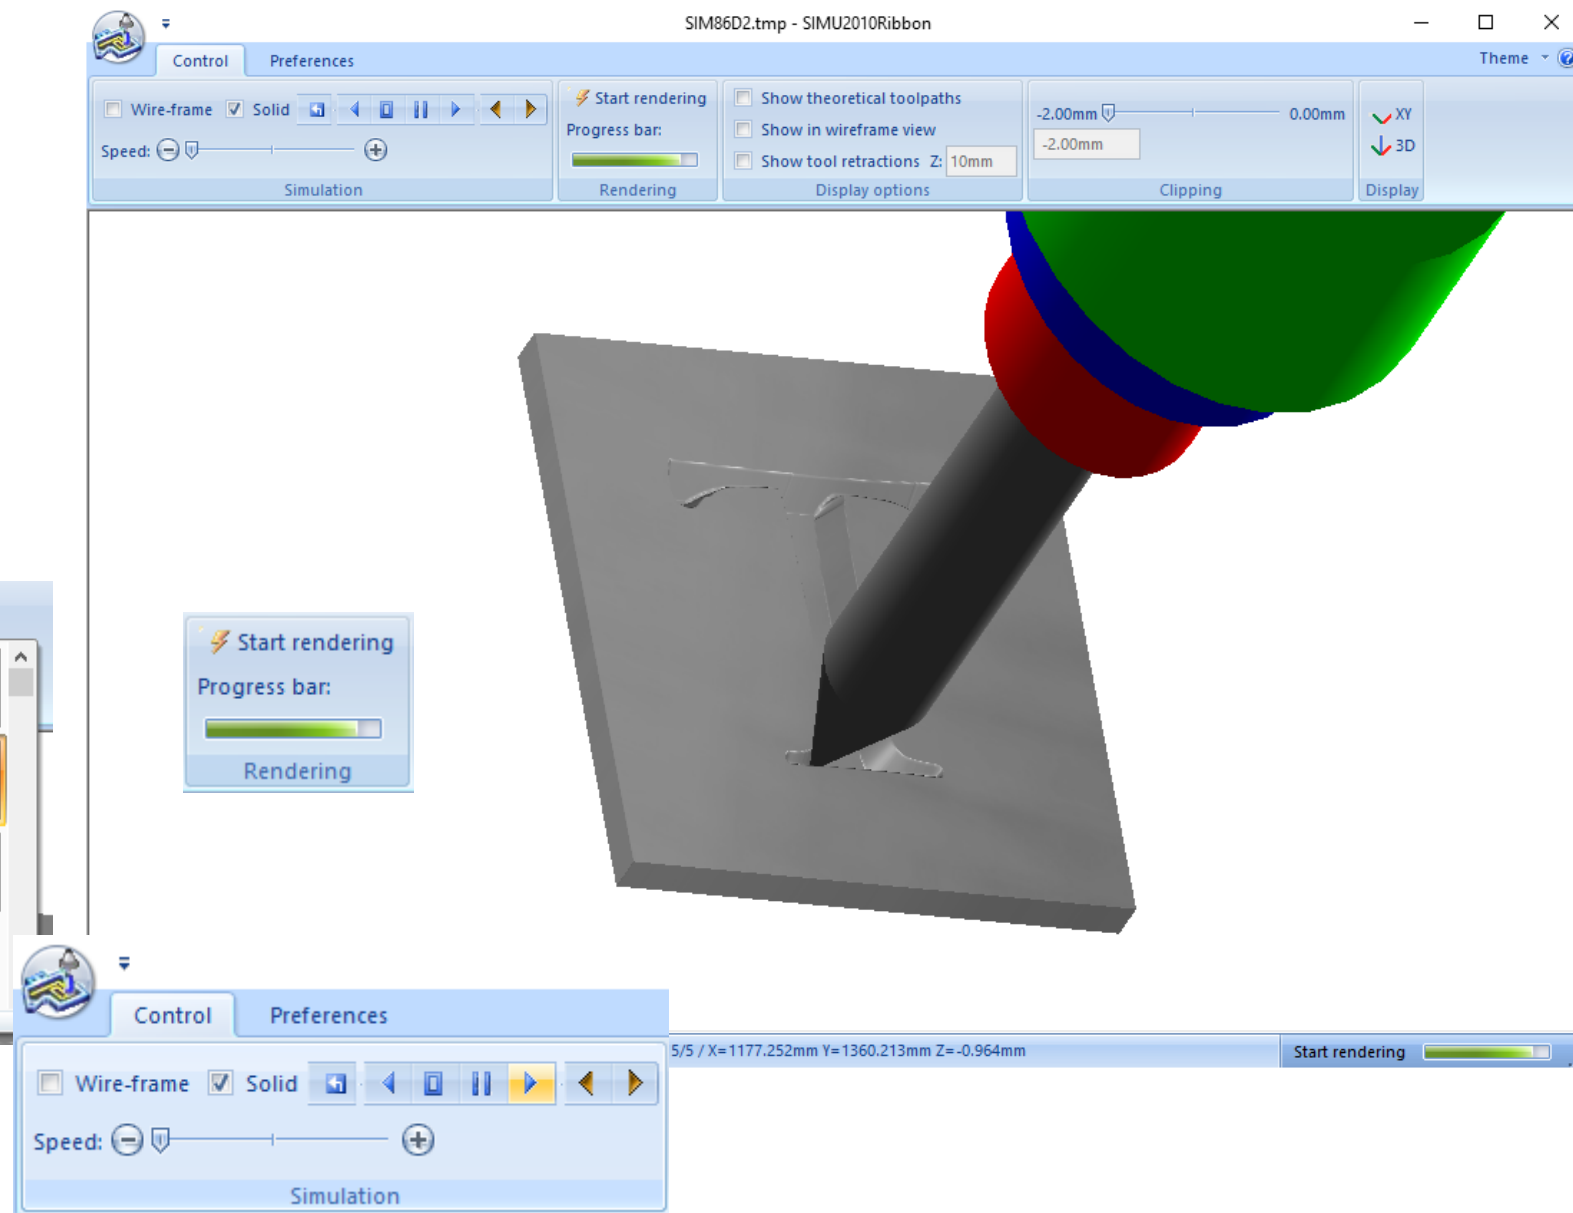 SIM86D2.tmp - SIMU2010Ribbon
Control Preferences Theme
Wire-frame Solid
Speed:
Simulation
Start rendering
Progress bar:
Rendering
Show theoretical toolpaths
Show in wireframe view
Show tool retractions Z: 10mm
Display options
-2.00mm 0.00mm
-2.00mm
Clipping
XY
3D
Display
Start rendering
Progress bar:
Rendering
5/5 / X=1177.252mm Y=1360.213mm Z=-0.964mm
Start rendering
Control Preferences
Wire-frame Solid
Speed:
Simulation